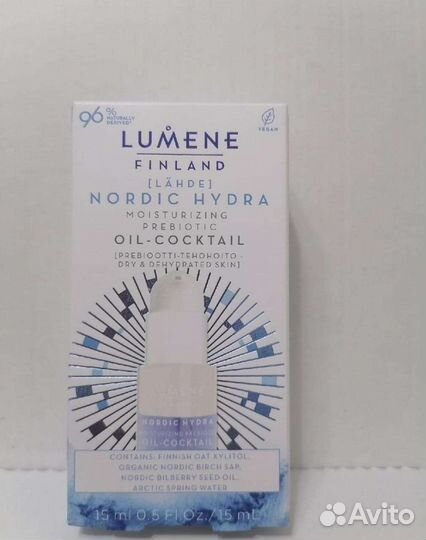 96% NATURALLY DERIVED*
VEGAN
LUMENE
FINLAND
[LÄHDE]
NORDIC HYDRA
MOISTURIZING
PREBIOTIC
OIL-COCKTAIL
[PREBIOOTTI-TEHOHOITO -
DRY & DEHYDRATED SKIN]
NORDIC HYDRA
MOISTURIZING PREBIOTIC
OIL-COCKTAIL
CONTAINS: FINNISH OAT XYLITOL,
ORGANIC NORDIC BIRCH SAP,
NORDIC BILBERRY SEED OIL,
ARCTIC SPRING WATER
15 ml 0.5 Fl.Oz./15 mL
Avito